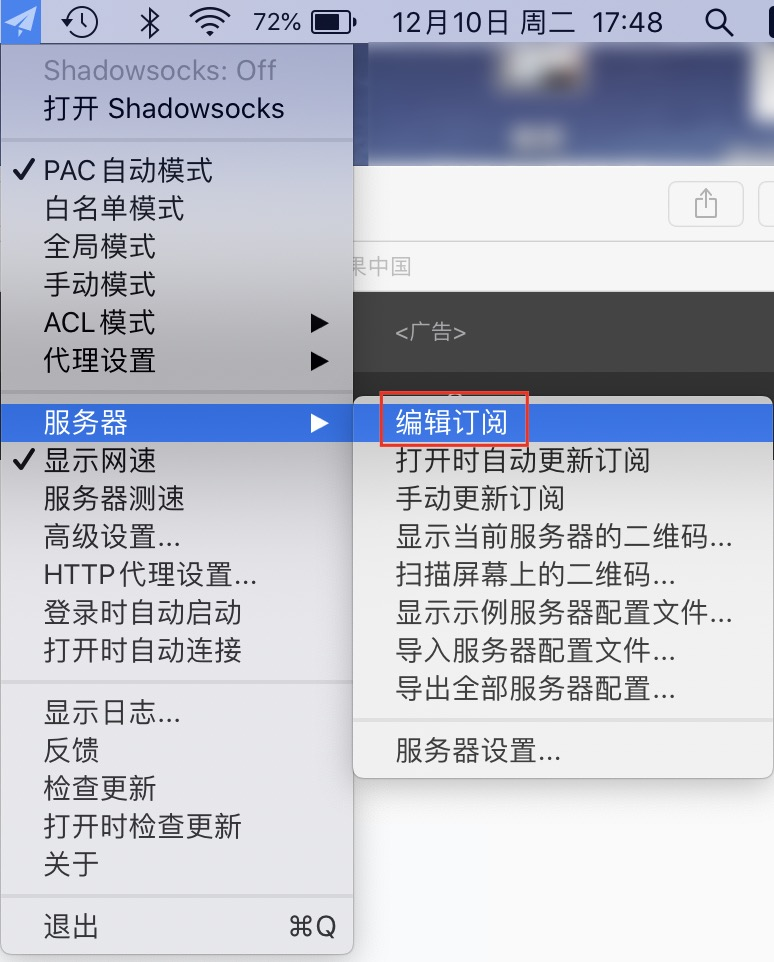 72% 12月10日 周二 17:48
Shadowsocks: Off
打开 Shadowsocks
PAC自动模式
白名单模式
全局模式
手动模式
ACL模式
代理设置
服务器
显示网速
服务器测速
高级设置...
HTTP代理设置...
登录时自动启动
打开时自动连接
显示日志...
反馈
检查更新
打开时检查更新
关于
退出 ⌘Q
果中国
<广告>
编辑订阅
打开时自动更新订阅
手动更新订阅
显示当前服务器的二维码...
扫描屏幕上的二维码...
显示示例服务器配置文件...
导入服务器配置文件...
导出全部服务器配置...
服务器设置...